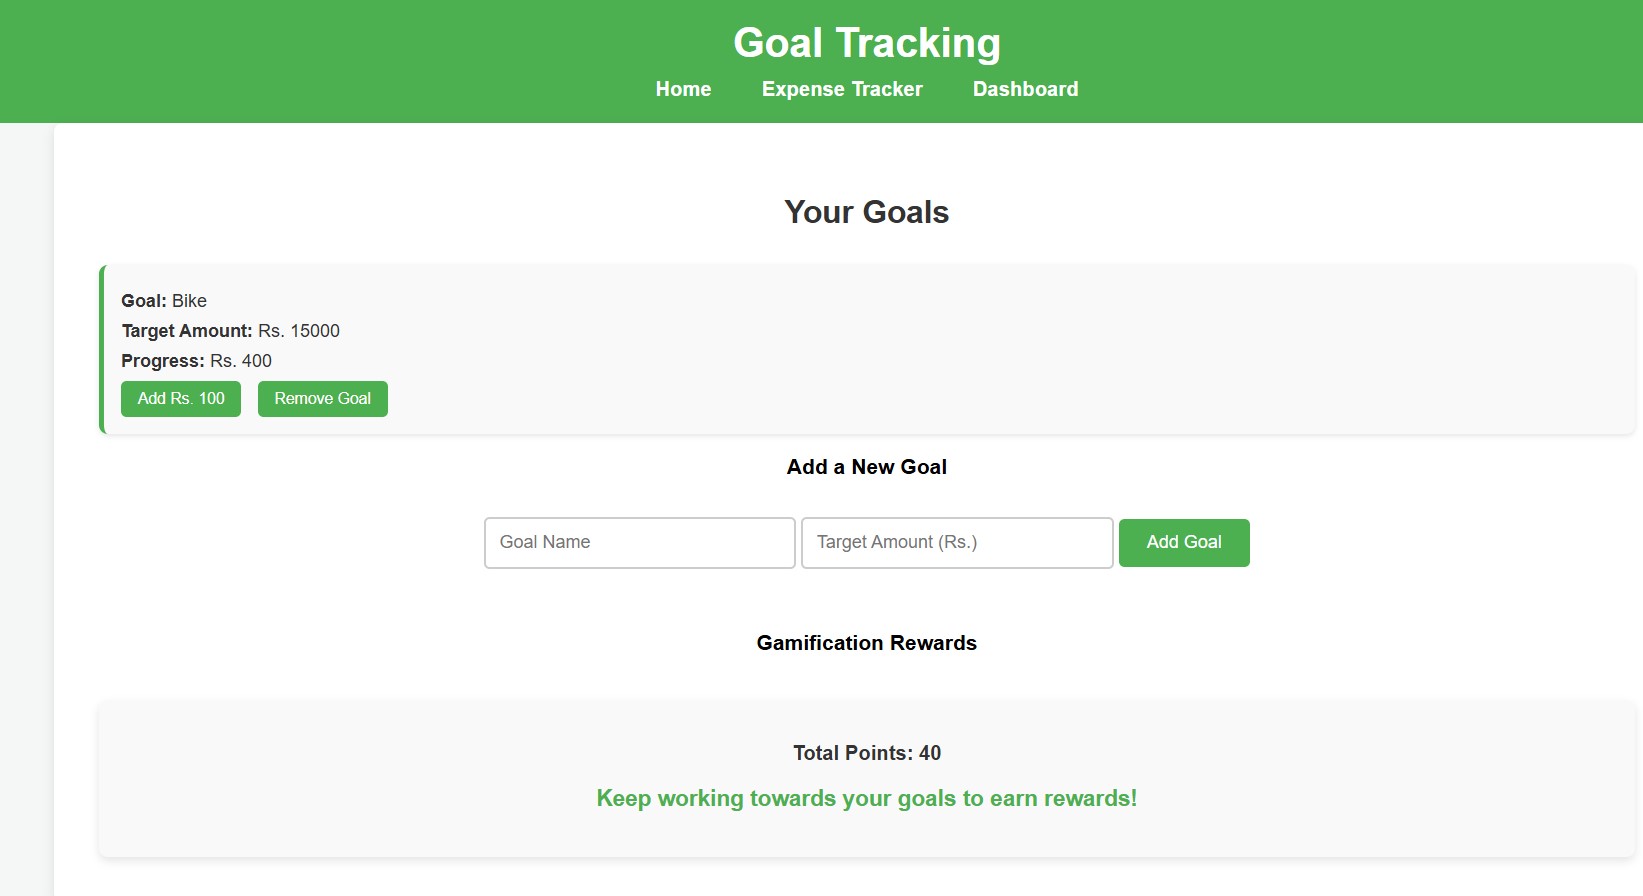 Goal Tracking
Home Expense Tracker Dashboard
Your Goals
Goal: Bike
Target Amount: Rs. 15000
Progress: Rs. 400
Add Rs. 100 Remove Goal
Add a New Goal
Goal Name Target Amount (Rs.) Add Goal
Gamification Rewards
Total Points: 40
Keep working towards your goals to earn rewards!